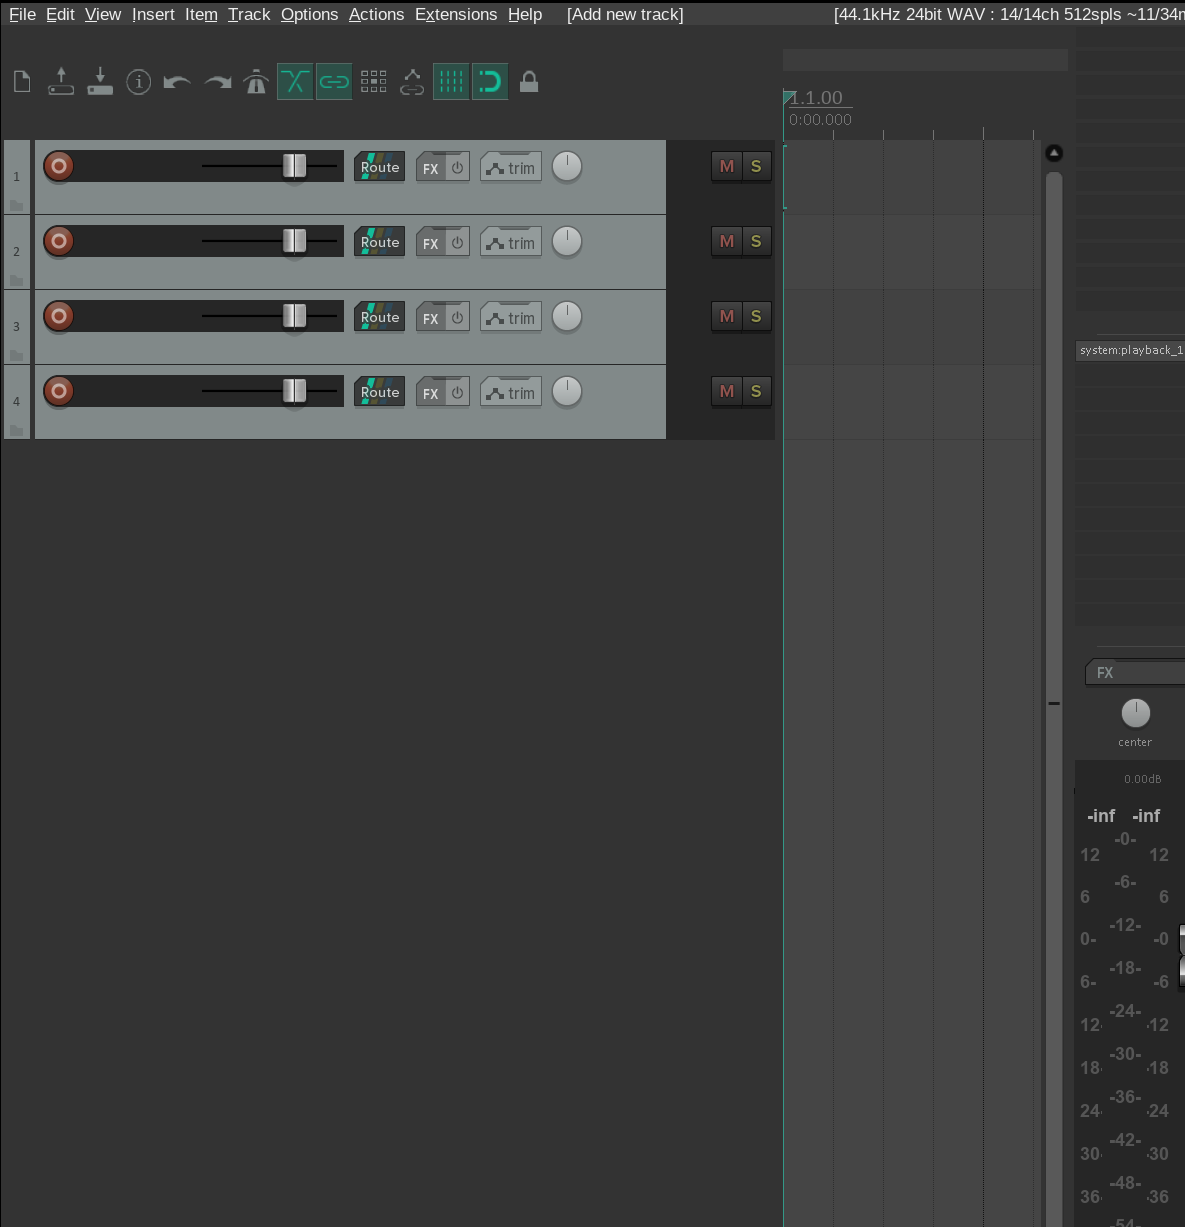 File Edit View Insert Item Track Options Actions Extensions Help [Add new track] [44.1kHz 24bit WAV : 14/14ch 512spls ~11/34m
1.1.00
0:00.000
1 Route FX trim M S
2 Route FX trim M S
3 Route FX trim M S
4 Route FX trim M S
system:playback_1
FX
center
0.00dB
-inf -inf
-0-
12 12
-6-
6 6
-12-
0- -0
-18-
6- -6
-24-
12- -12
-30-
18- -18
-36-
24- -24
-42-
30- -30
-48-
36- -36
-54-